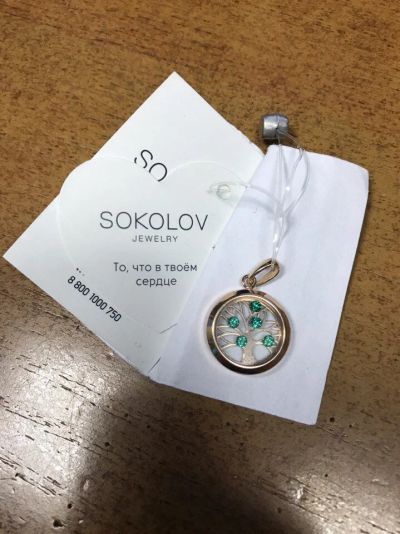 SO
SOKOLOV
JEWELRY
То, что в твоём
сердце
8 800 1000 750